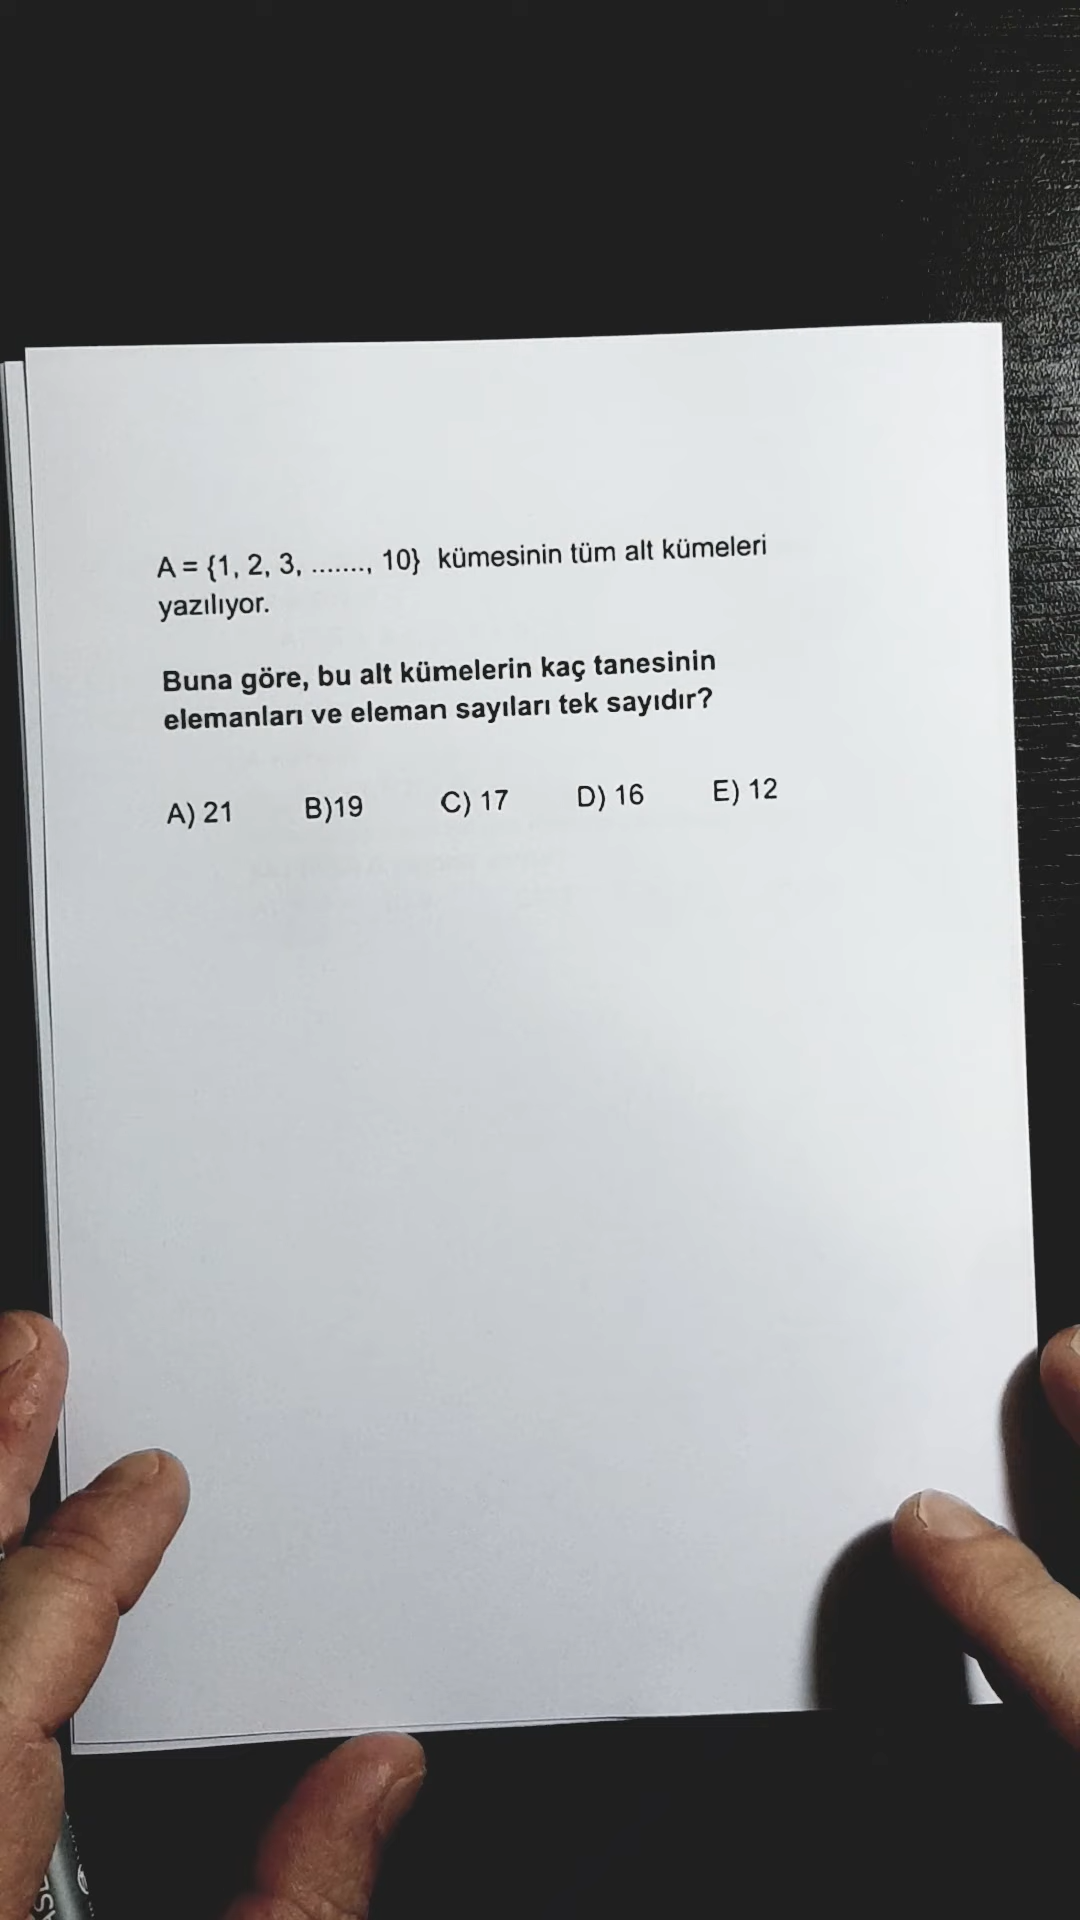 A = {1, 2, 3, ......., 10} kümesinin tüm alt kümeleri
yazılıyor.
Buna göre, bu alt kümelerin kaç tanesinin
elemanları ve eleman sayıları tek sayıdır?
A) 21 B)19 C) 17 D) 16 E) 12